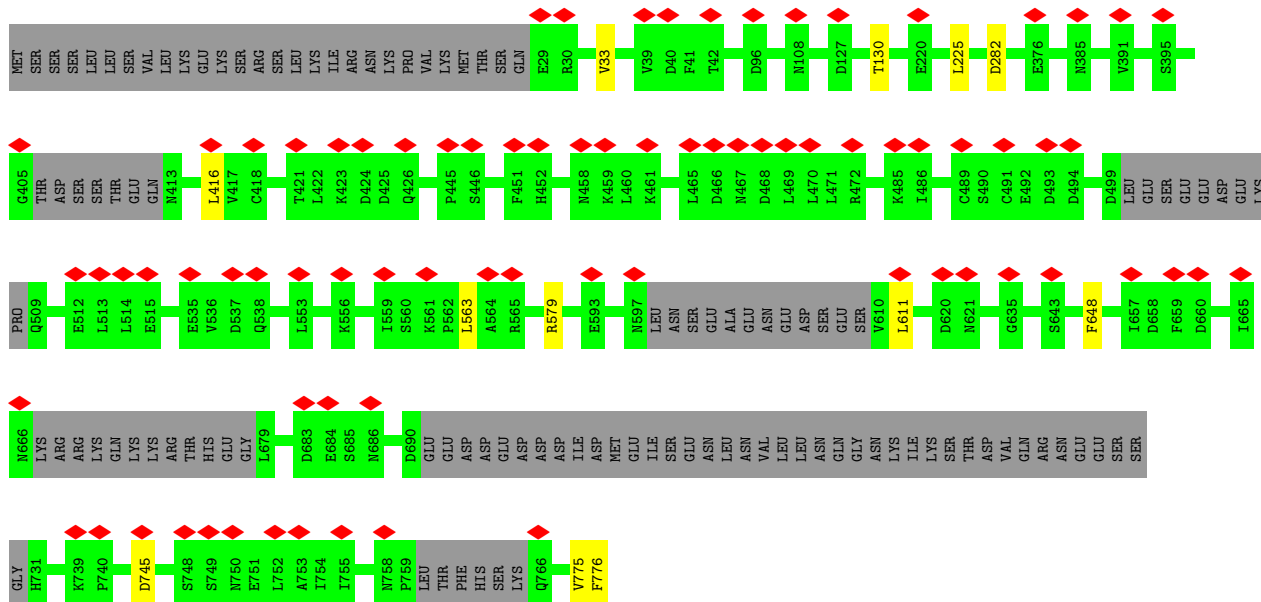 MET SER SER SER LEU LEU SER VAL LEU LYS GLU LYS SER ARG SER LEU LYS ILE ARG ASN LYS PRO VAL LYS MET THR SER GLN E29 R30 V33 V39 D40 F41 T42 D96 N108 D127 T130 E220 L225 D282 E376 N385 V391 S395
G405 THR ASP SER SER THR GLU GLN N413 L416 V417 C418 T421 L422 K423 D424 D425 Q426 P445 S446 F451 H452 N458 K459 L460 K461 L465 D466 N467 D468 L469 L470 L471 R472 K485 I486 C489 S490 C491 E492 D493 D494 D499 LEU GLU SER GLU GLU ASP GLU LYS
PRO Q509 E512 L513 L514 E515 E535 V536 D537 Q538 L553 K556 I559 S560 K561 P562 L563 A564 R565 R579 E593 N597 LEU ASN SER GLU ALA GLU ASN GLU ASP SER GLU SER V610 L611 D620 N621 G635 S643 F648 I657 D658 F659 D660 I665
N666 LYS ARG ARG LYS GLN LYS LYS ARG THR HIS GLU GLY L679 D683 E684 S685 N686 D690 GLU GLU ASP ASP GLU ASP ASP ASP ILE ASP MET GLU ILE SER GLU ASN LEU ASN VAL LEU LEU ASN GLN GLY ASN LYS ILE LYS SER THR ASP VAL GLN ARG ASN GLU GLU SER SER
GLY H731 K739 P740 D745 S748 S749 N750 E751 L752 A753 I754 I755 N758 P759 LEU THR PHE HIS SER LYS Q766 V775 F776